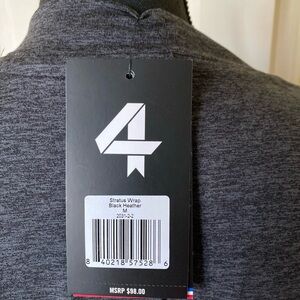 4
Stratus Wrap
Black Heather
M
2031-2-2
8 40218 57528 6
MSRP $98.00